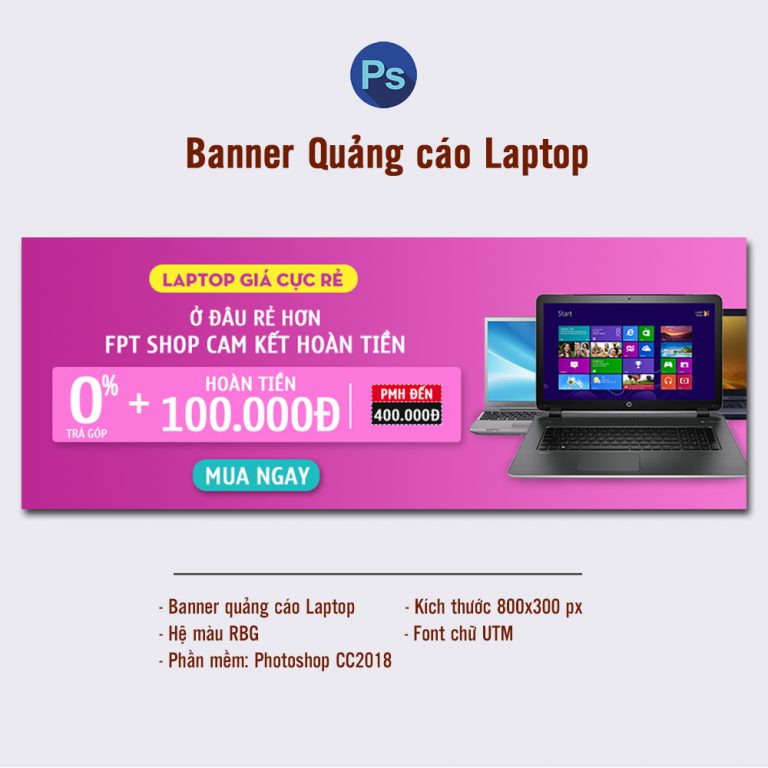 Ps
Banner Quảng cáo Laptop
LAPTOP GIÁ CỰC RẺ
Ở ĐÂU RẺ HƠN
FPT SHOP CAM KẾT HOÀN TIỀN
0%
TRẢ GÓP
+
HOÀN TIỀN
100.000Đ
PMH ĐẾN
400.000Đ
MUA NGAY
Start
- Banner quảng cáo Laptop
- Hệ màu RBG
- Phần mềm: Photoshop CC2018
- Kích thước 800x300 px
- Font chữ UTM